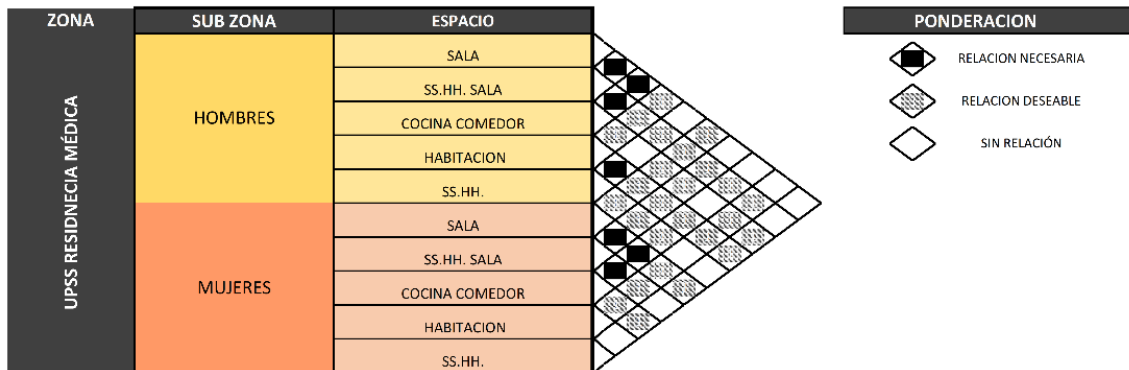 ZONA
SUB ZONA
ESPACIO
UPSS RESIDNECIA MÉDICA
HOMBRES
SALA
SS.HH. SALA
COCINA COMEDOR
HABITACION
SS.HH.
MUJERES
SALA
SS.HH. SALA
COCINA COMEDOR
HABITACION
SS.HH.
PONDERACION
RELACION NECESARIA
RELACION DESEABLE
SIN RELACIÓN